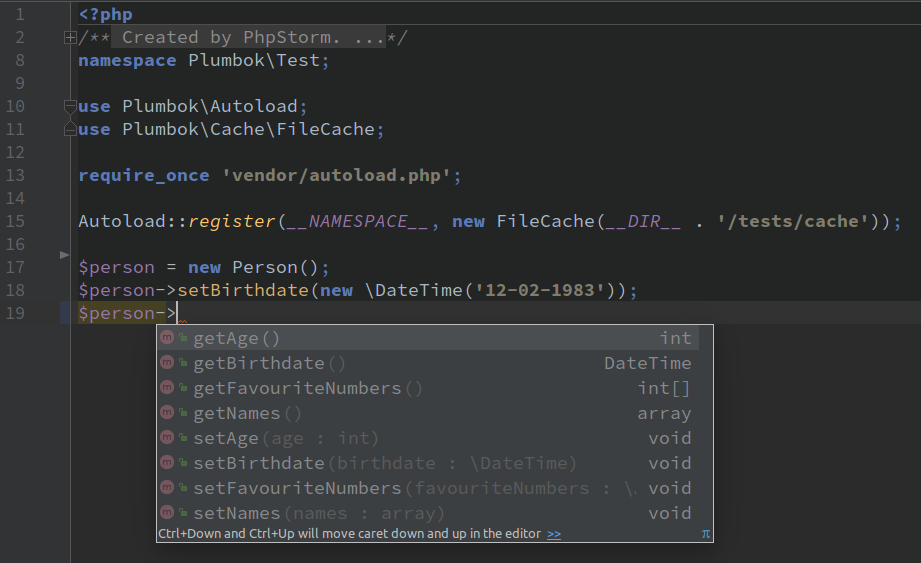 1 <?php
2 /** Created by PhpStorm. ...*/
8 namespace Plumbok\Test;
9
10 use Plumbok\Autoload;
11 use Plumbok\Cache\FileCache;
12
13 require_once 'vendor/autoload.php';
14
15 Autoload::register(__NAMESPACE__, new FileCache(__DIR__ . '/tests/cache'));
16
17 $person = new Person();
18 $person->setBirthdate(new \DateTime('12-02-1983'));
19 $person->
m getAge() int
m getBirthdate() DateTime
m getFavouriteNumbers() int[]
m getNames() array
m setAge(age : int) void
m setBirthdate(birthdate : \DateTime) void
m setFavouriteNumbers(favouriteNumbers : \.. void
m setNames(names : array) void
Ctrl+Down and Ctrl+Up will move caret down and up in the editor >> π